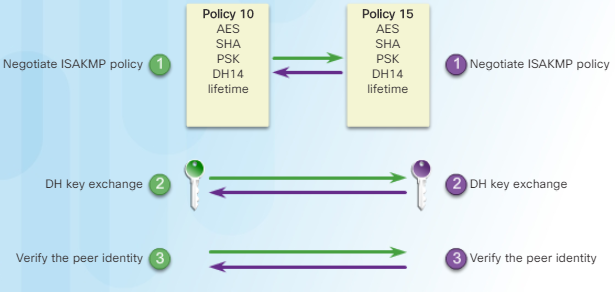 Policy 10
AES
SHA
PSK
DH14
lifetime
Policy 15
AES
SHA
PSK
DH14
lifetime
Negotiate ISAKMP policy 1
1 Negotiate ISAKMP policy
DH key exchange 2
2 DH key exchange
Verify the peer identity 3
3 Verify the peer identity